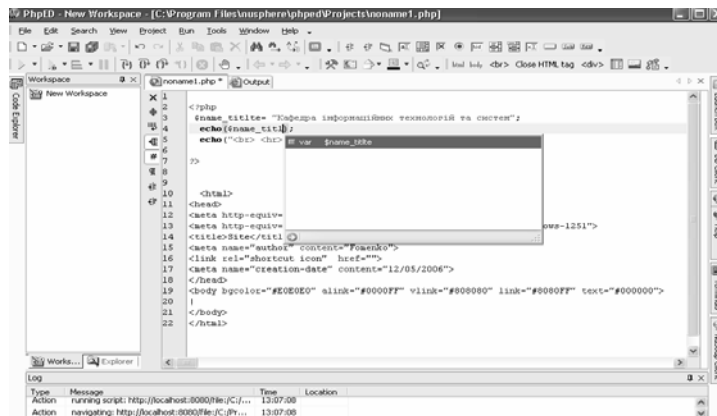 PhpED - New Workspace - [C:\Program Files\nusphere\phped\Projects\noname1.php]
File Edit Search View Project Run Tools Window Help
html body <br> Close HTML tag <div>
Workspace
noname1.php * Output
New Workspace
Code Explorer
1
2 <?php
3 $name_titlte= "Кафедра інформаційних технологій та систем";
4 echo($name_titl);
5 echo("<br> <hr>
var $name_titlte
6
7 ?>
8
9
10 <html>
11 <head>
12 <meta http-equiv=
13 <meta http-equiv= ows-1251">
14 <title>Site</titl
15 <meta name="author" content="Fomenko">
16 <link rel="shortcut icon" href="">
17 <meta name="creation-date" content="12/05/2006">
18 </head>
19 <body bgcolor="#E0E0E0" alink="#0000FF" vlink="#808080" link="#8080FF" text="#000000">
20
21 </body>
22 </html>
Works... Explorer
Log
Type Message Time Location
Action running script: http://localhost:8080/file:/C:/... 13:07:08
Action navigating: http://localhost:8080/file:/C:/Pr... 13:07:08